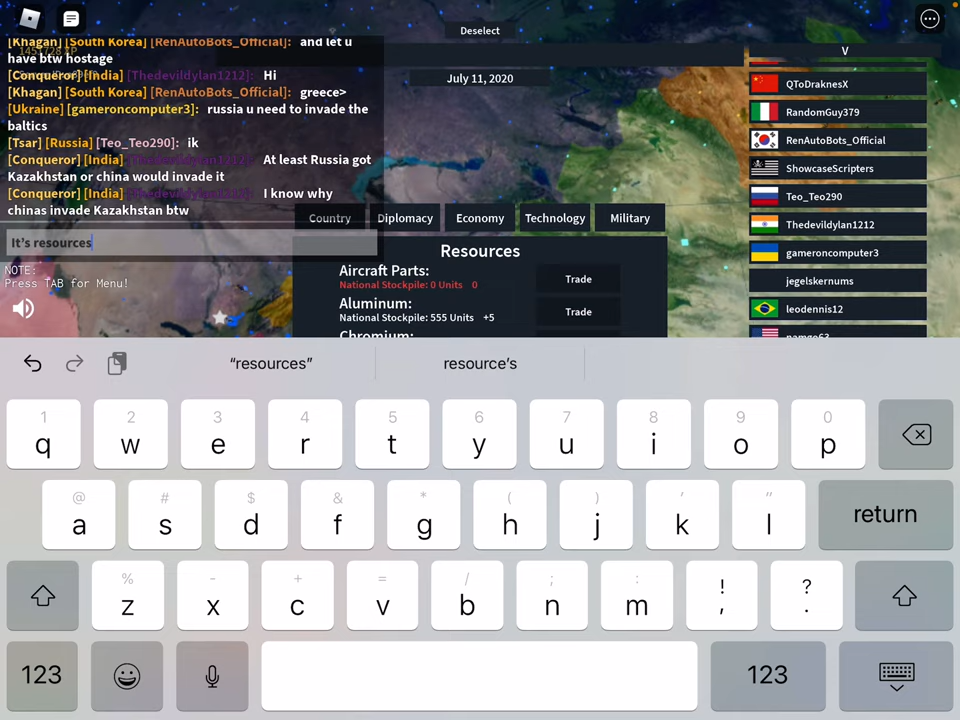 Deselect
[Khagan] [South Korea] [RenAutoBots_Official]: and let u
have btw hostage
[Conqueror] [India] [Thedevildylan1212]: Hi
[Khagan] [South Korea] [RenAutoBots_Official]: greece>
[Ukraine] [gameroncomputer3]: russia u need to invade the
baltics
[Tsar] [Russia] [Teo_Teo290]: ik
[Conqueror] [India] [Thedevildylan1212]: At least Russia got
Kazakhstan or china would invade it
[Conqueror] [India] [Thedevildylan1212]: I know why
chinas invade Kazakhstan btw
It's resources
NOTE:
Press TAB for Menu!
July 11, 2020
Country Diplomacy Economy Technology Military
Resources
Aircraft Parts:
National Stockpile: 0 Units 0
Trade
Aluminum:
National Stockpile: 555 Units +5
Trade
Chromium:
V
QToDraknesX
RandomGuy379
RenAutoBots_Official
ShowcaseScripters
Teo_Teo290
Thedevildylan1212
gameroncomputer3
jegelskernums
leodennis12
"resources" resource's
1 2 3 4 5 6 7 8 9 0
q w e r t y u i o p
@ # $ & * ( ) ' "
a s d f g h j k l return
% - + = / ; : ! ?
z x c v b n m , .
123 123